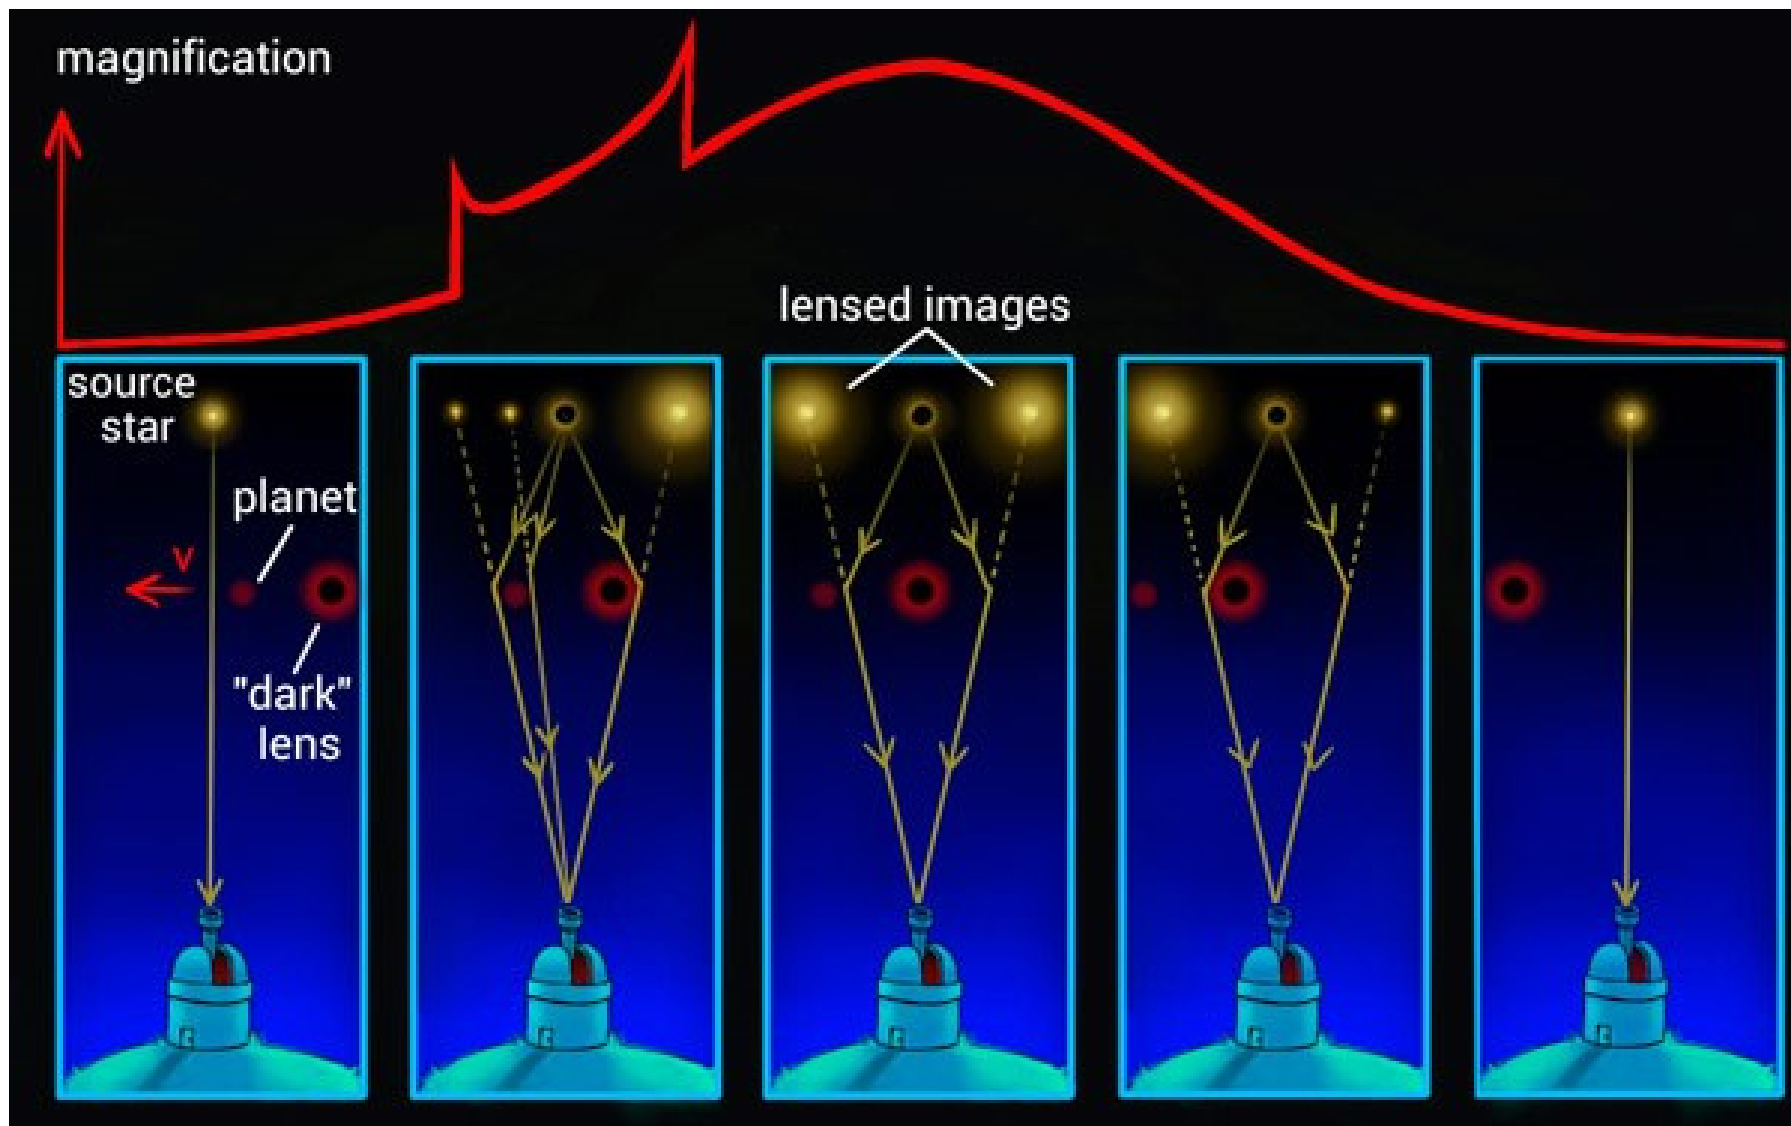 magnification
lensed images
source
star
planet
v
"dark"
lens